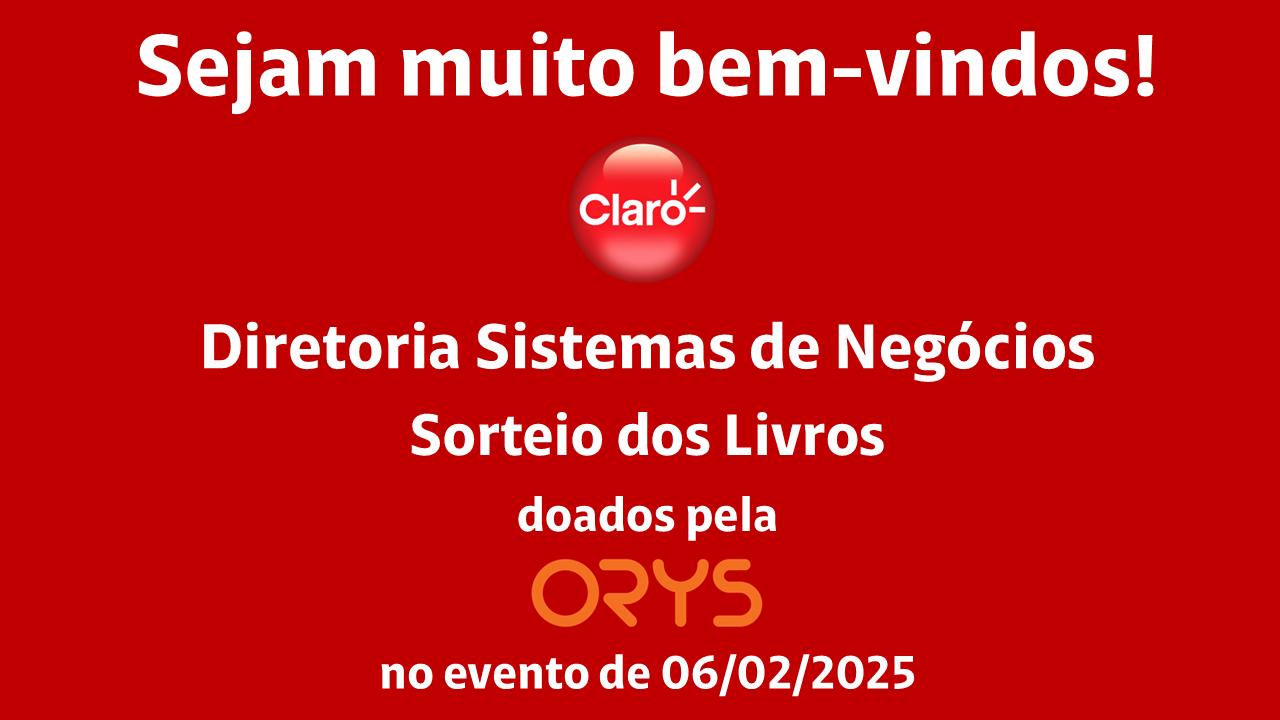 Sejam muito bem-vindos!
Claro
Diretoria Sistemas de Negócios
Sorteio dos Livros
doados pela
ORYS
no evento de 06/02/2025